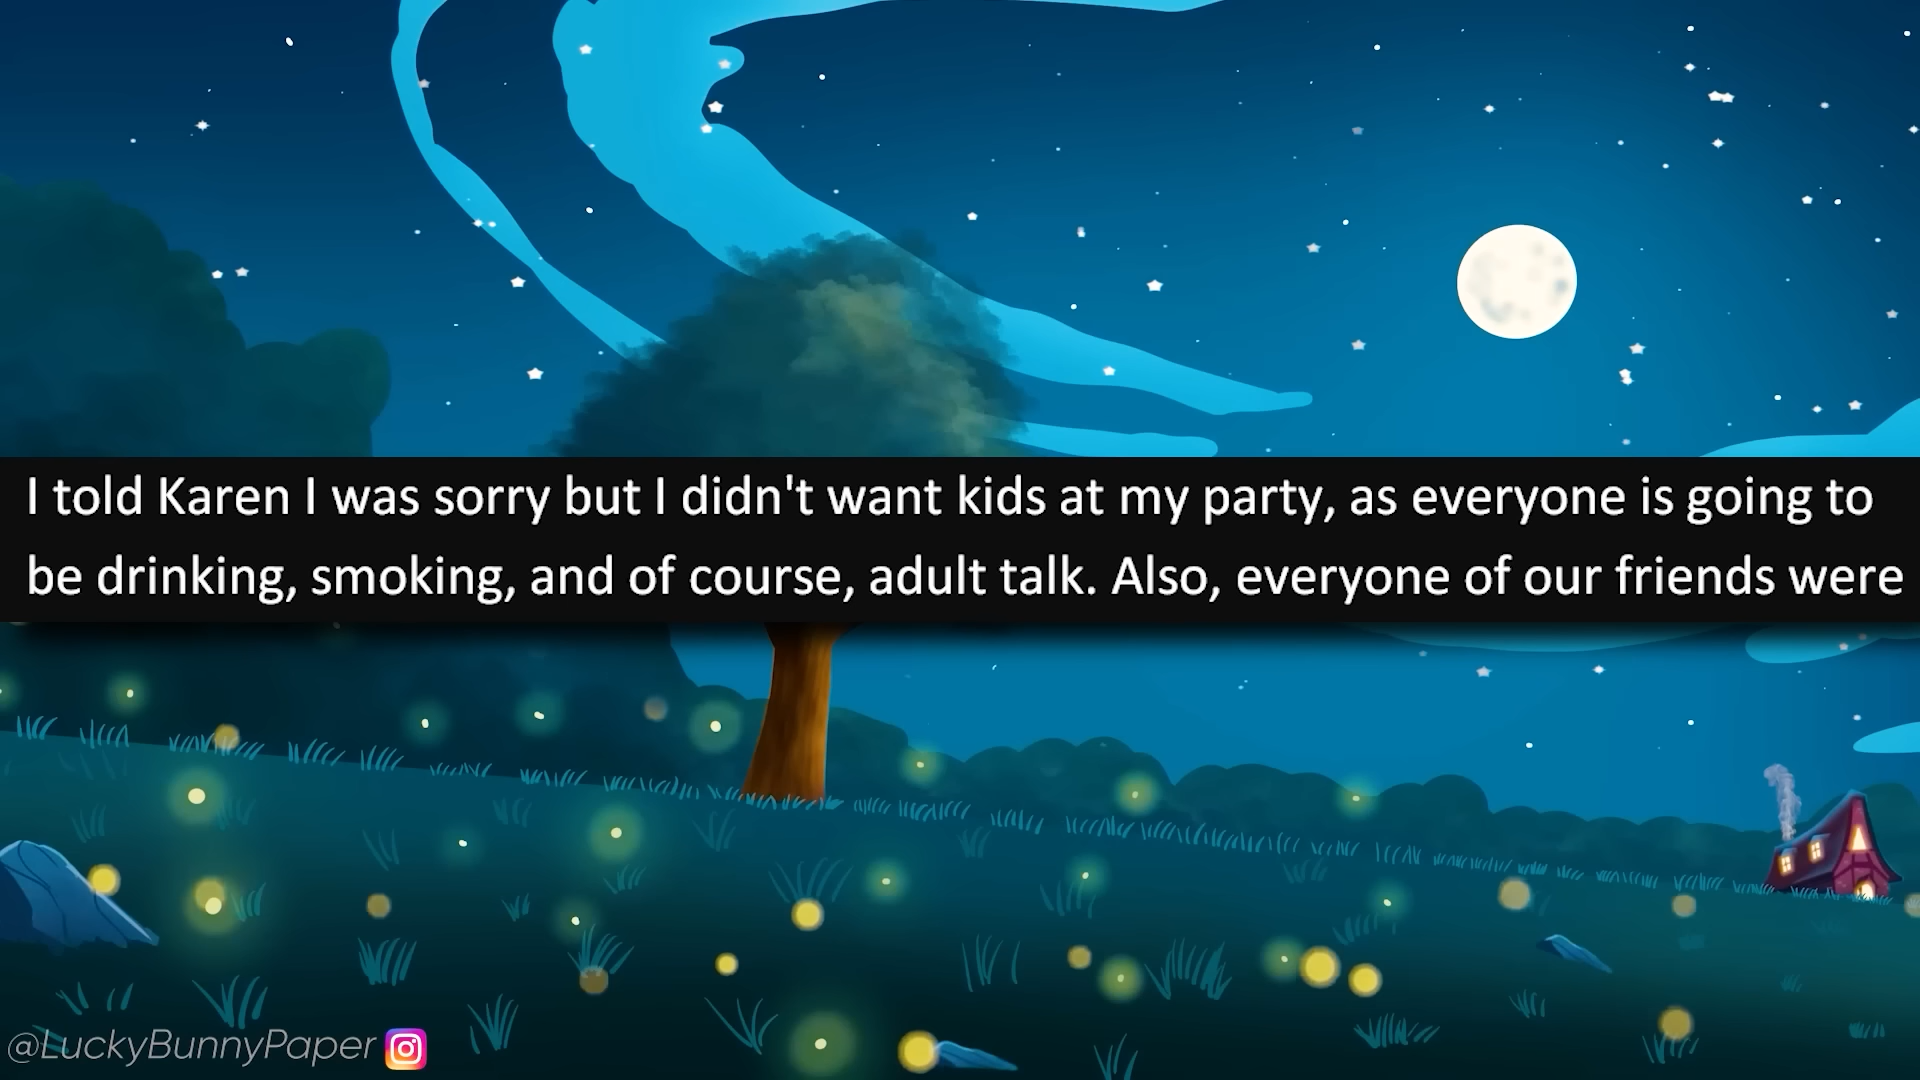 I told Karen I was sorry but I didn't want kids at my party, as everyone is going to
be drinking, smoking, and of course, adult talk. Also, everyone of our friends were
@LuckyBunnyPaper